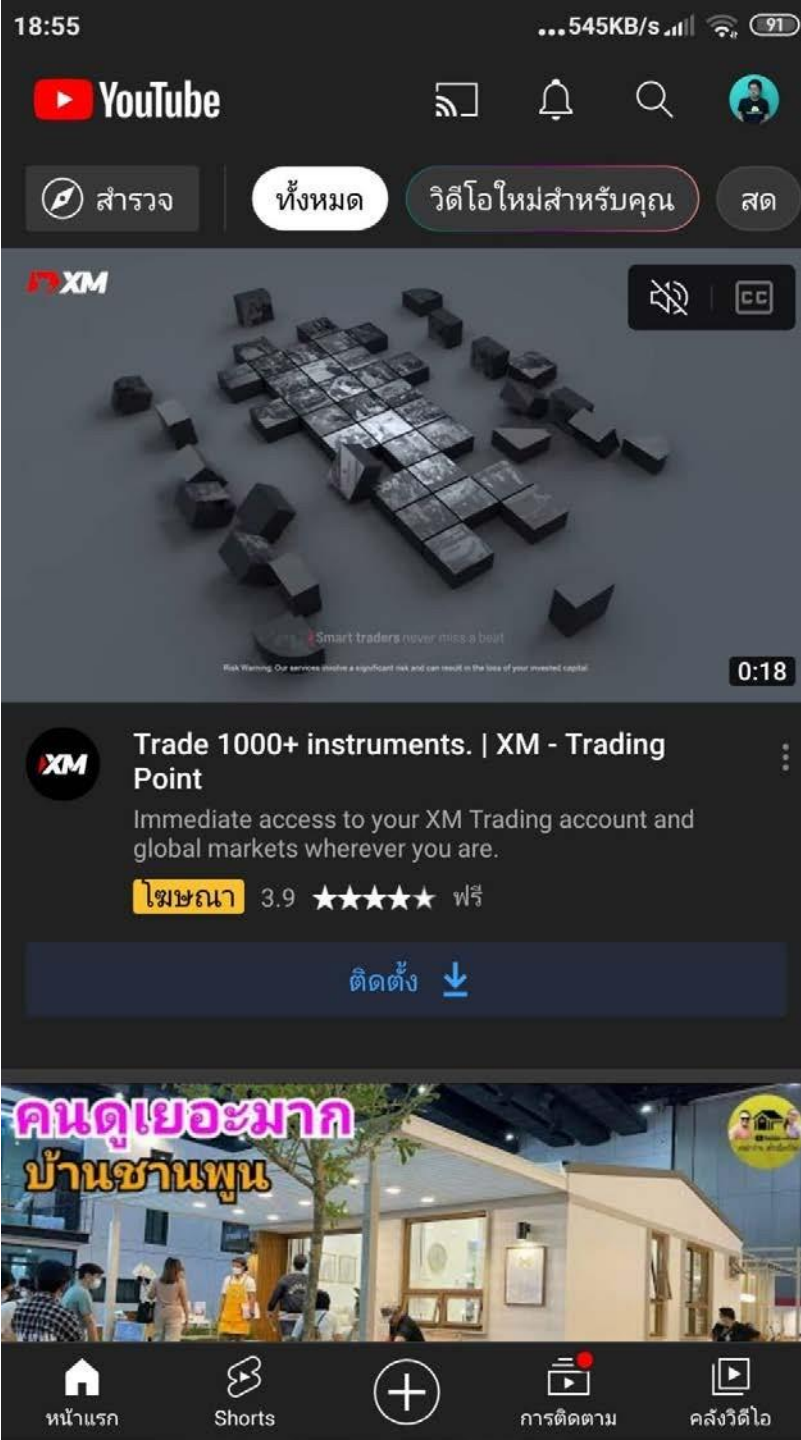 18:55
...545KB/s
91
YouTube
สำรวจ
ทั้งหมด
วิดีโอใหม่สำหรับคุณ
สด
XM
CC
Smart traders never miss a beat
Risk Warning: Our services involve a significant risk and can result in the loss of your invested capital.
0:18
XM
Trade 1000+ instruments. | XM - Trading
Point
Immediate access to your XM Trading account and
global markets wherever you are.
โฆษณา 3.9 ★★★★★ ฟรี
ติดตั้ง
คนดูเยอะมาก
บ้านชานพูน
หน้าแรก
Shorts
การติดตาม
คลังวิดีโอ